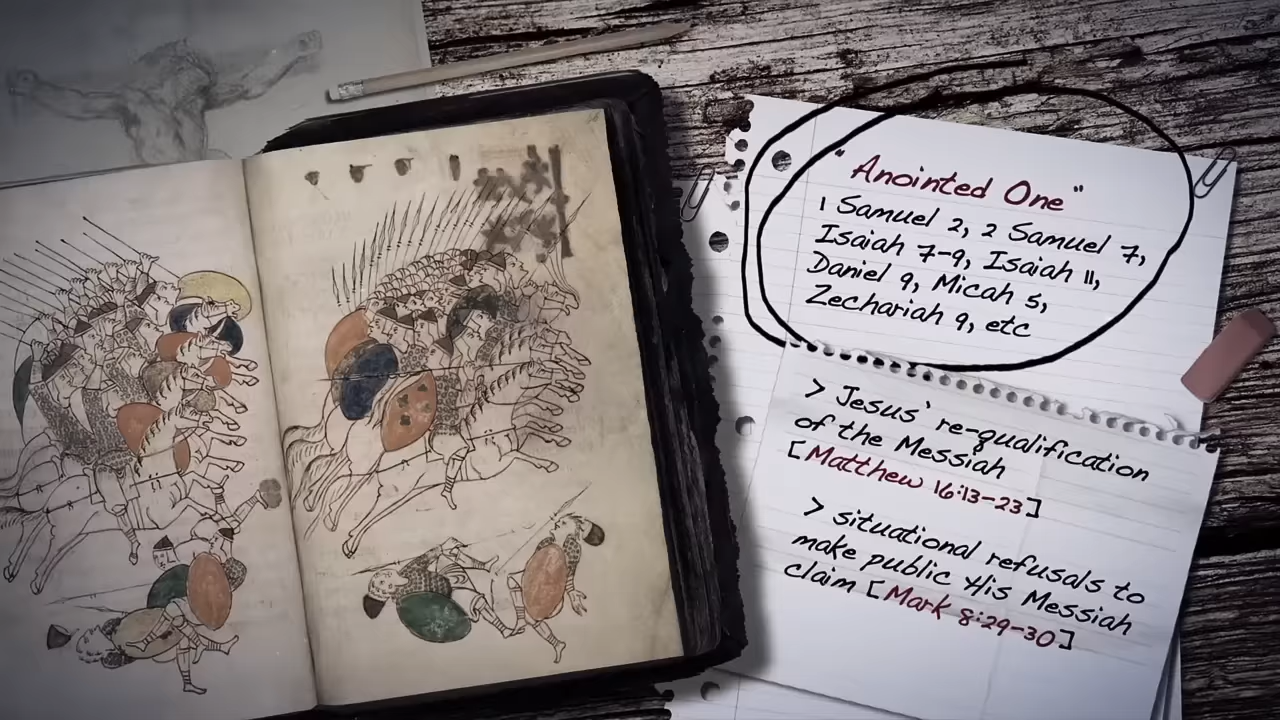 "Anointed One"
1 Samuel 2, 2 Samuel 7,
Isaiah 7-9, Isaiah 11,
Daniel 9, Micah 5,
Zechariah 9, etc
> Jesus' re-qualification
of the Messiah
[Matthew 16:13-23]
> situational refusals to
make public His Messiah
claim [Mark 8:29-30]